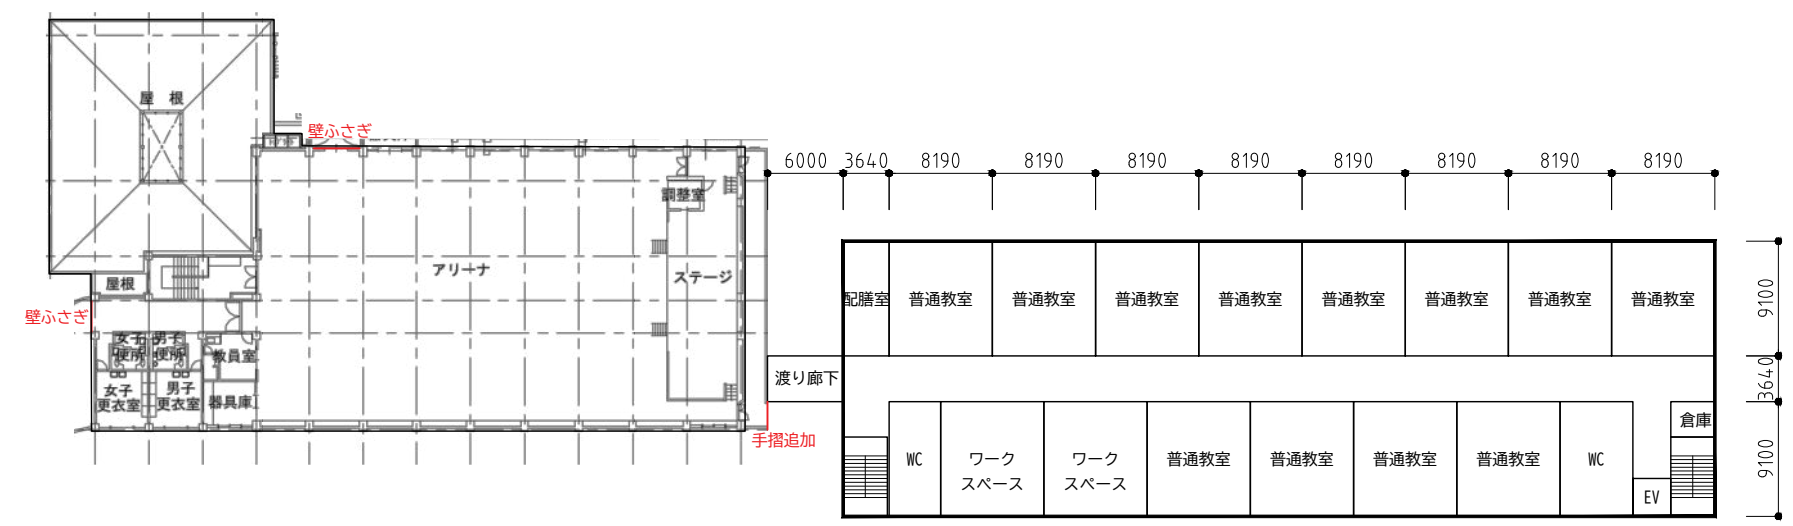 屋 根
壁ふさぎ
6000 3640 8190 8190 8190 8190 8190 8190 8190 8190
調整室
アリーナ
ステージ
屋根
壁ふさぎ
女子
便所
男子
便所
教員室
女子
更衣室
男子
更衣室
器具庫
手摺追加
渡り廊下
配膳室 普通教室 普通教室 普通教室 普通教室 普通教室 普通教室 普通教室 普通教室
9100
3640
9100
倉庫
WC
ワーク
スペース
ワーク
スペース
普通教室 普通教室 普通教室 普通教室
WC
EV